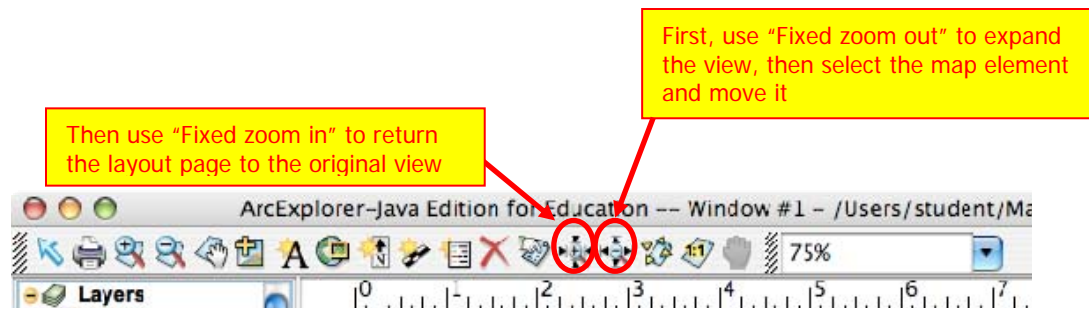 First, use “Fixed zoom out” to expand
the view, then select the map element
and move it
Then use “Fixed zoom in” to return
the layout page to the original view
ArcExplorer–Java Edition for Education -- Window #1 – /Users/student/Ma
75%
Layers
0 1 2 3 4 5 6 7